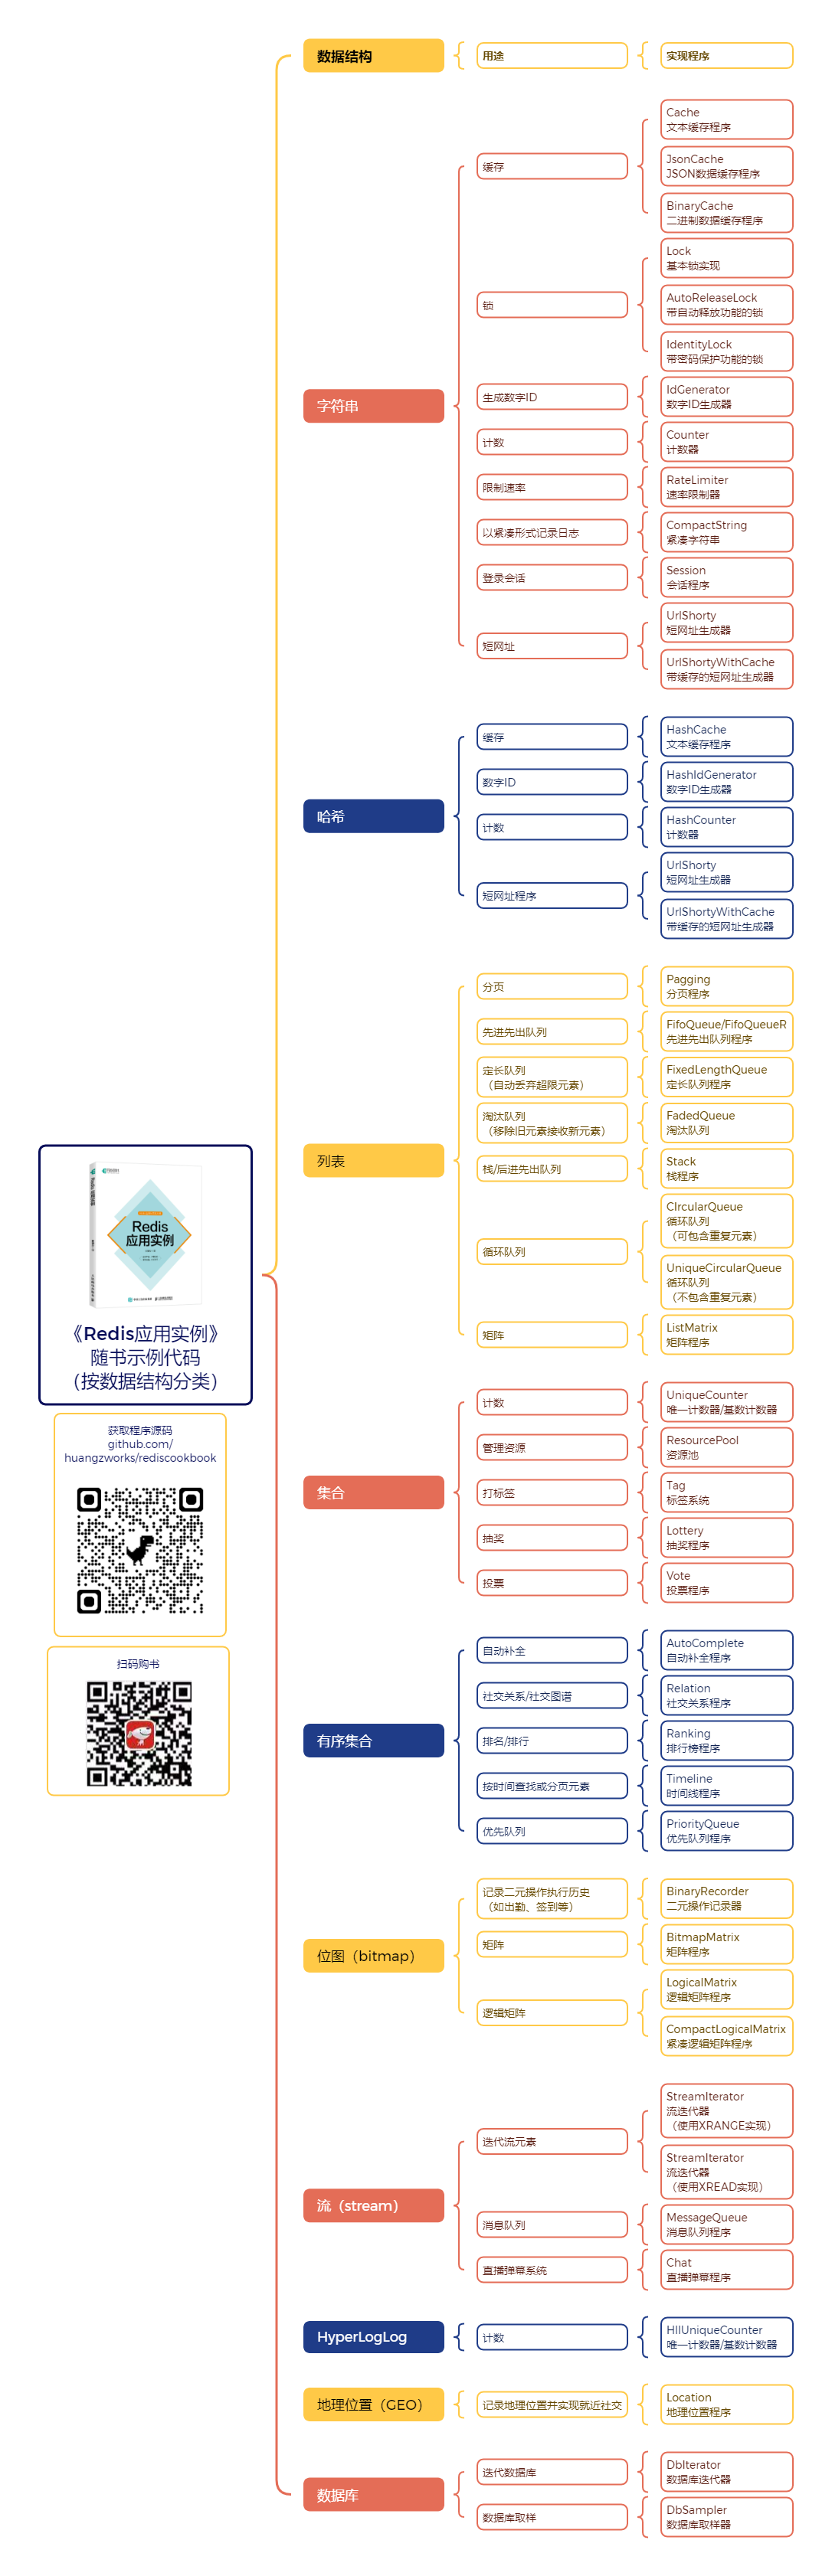 数据结构
用途
实现程序
字符串
缓存
Cache
文本缓存程序
JsonCache
JSON数据缓存程序
BinaryCache
二进制数据缓存程序
锁
Lock
基本锁实现
AutoReleaseLock
带自动释放功能的锁
IdentityLock
带密码保护功能的锁
生成数字ID
IdGenerator
数字ID生成器
计数
Counter
计数器
限制速率
RateLimiter
速率限制器
以紧凑形式记录日志
CompactString
紧凑字符串
登录会话
Session
会话程序
短网址
UrlShorty
短网址生成器
UrlShortyWithCache
带缓存的短网址生成器
哈希
缓存
HashCache
文本缓存程序
数字ID
HashIdGenerator
数字ID生成器
计数
HashCounter
计数器
短网址程序
UrlShorty
短网址生成器
UrlShortyWithCache
带缓存的短网址生成器
列表
分页
Pagging
分页程序
先进先出队列
FifoQueue/FifoQueueR
先进先出队列程序
定长队列
（自动丢弃超限元素）
FixedLengthQueue
定长队列程序
淘汰队列
（移除旧元素接收新元素）
FadedQueue
淘汰队列
栈/后进先出队列
Stack
栈程序
循环队列
CIrcularQueue
循环队列
（可包含重复元素）
UniqueCircularQueue
循环队列
（不包含重复元素）
矩阵
ListMatrix
矩阵程序
Redis
应用实例
《Redis应用实例》
随书示例代码
（按数据结构分类）
获取程序源码
github.com/
huangzworks/rediscookbook
扫码购书
集合
计数
UniqueCounter
唯一计数器/基数计数器
管理资源
ResourcePool
资源池
打标签
Tag
标签系统
抽奖
Lottery
抽奖程序
投票
Vote
投票程序
有序集合
自动补全
AutoComplete
自动补全程序
社交关系/社交图谱
Relation
社交关系程序
排名/排行
Ranking
排行榜程序
按时间查找或分页元素
Timeline
时间线程序
优先队列
PriorityQueue
优先队列程序
位图（bitmap）
记录二元操作执行历史
（如出勤、签到等）
BinaryRecorder
二元操作记录器
矩阵
BitmapMatrix
矩阵程序
逻辑矩阵
LogicalMatrix
逻辑矩阵程序
CompactLogicalMatrix
紧凑逻辑矩阵程序
流（stream）
迭代流元素
StreamIterator
流迭代器
（使用XRANGE实现）
StreamIterator
流迭代器
（使用XREAD实现）
消息队列
MessageQueue
消息队列程序
直播弹幕系统
Chat
直播弹幕程序
HyperLogLog
计数
HllUniqueCounter
唯一计数器/基数计数器
地理位置（GEO）
记录地理位置并实现就近社交
Location
地理位置程序
数据库
迭代数据库
DbIterator
数据库迭代器
数据库取样
DbSampler
数据库取样器